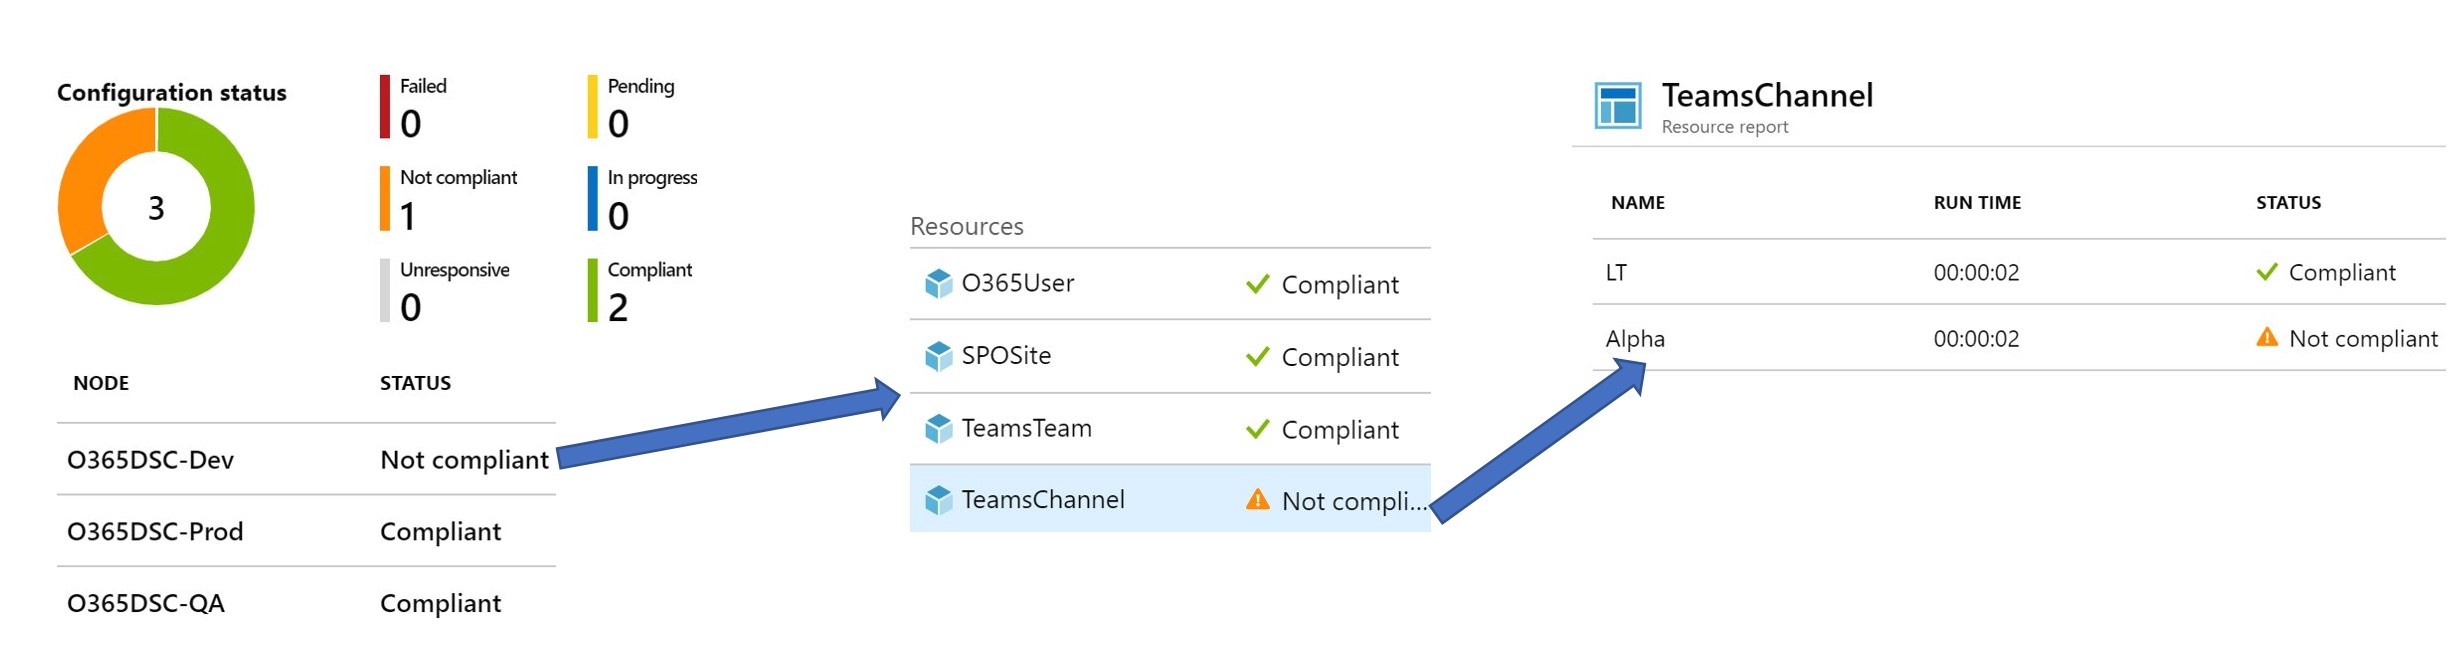 Configuration status
3
Failed
0
Pending
0
Not compliant
1
In progress
0
Unresponsive
0
Compliant
2
NODE STATUS
O365DSC-Dev Not compliant
O365DSC-Prod Compliant
O365DSC-QA Compliant
Resources
O365User Compliant
SPOSite Compliant
TeamsTeam Compliant
TeamsChannel Not compli...
TeamsChannel
Resource report
NAME RUN TIME STATUS
LT 00:00:02 Compliant
Alpha 00:00:02 Not compliant